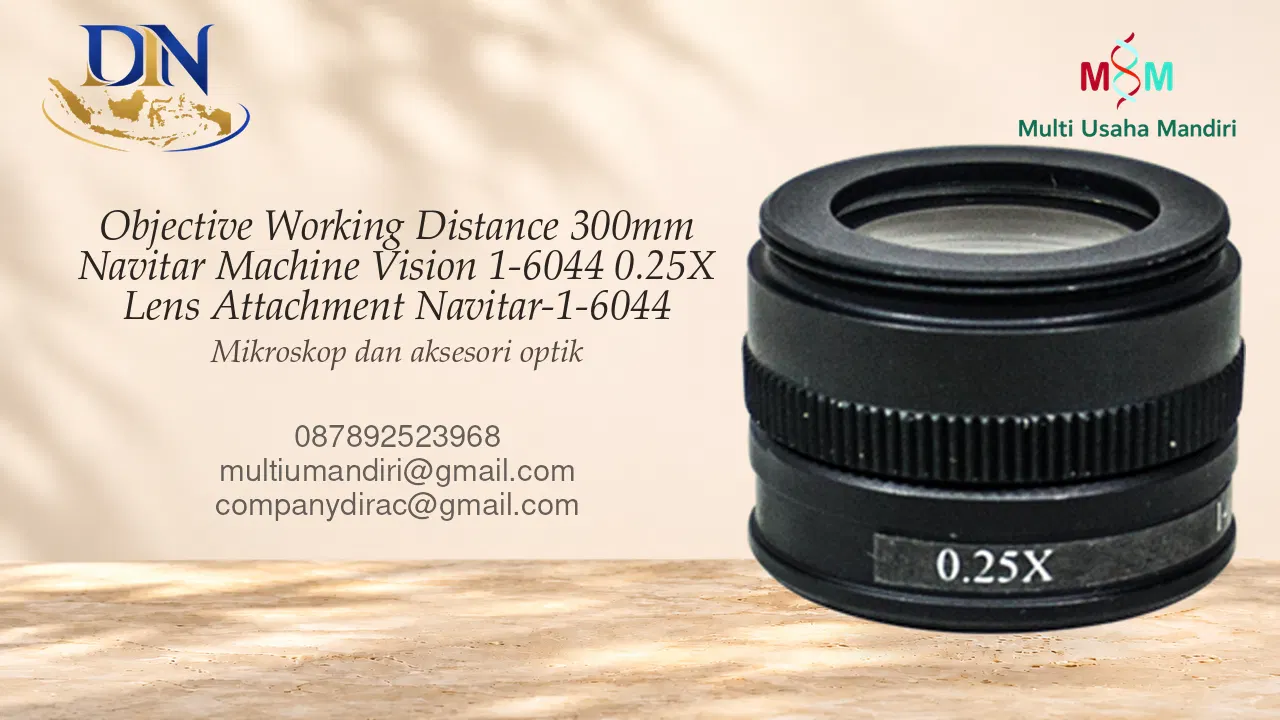 DIN
M M
Multi Usaha Mandiri
Objective Working Distance 300mm
Navitar Machine Vision 1-6044 0.25X
Lens Attachment Navitar-1-6044
Mikroskop dan aksesori optik
087892523968
multiumandiri@gmail.com
companydirac@gmail.com
0.25X